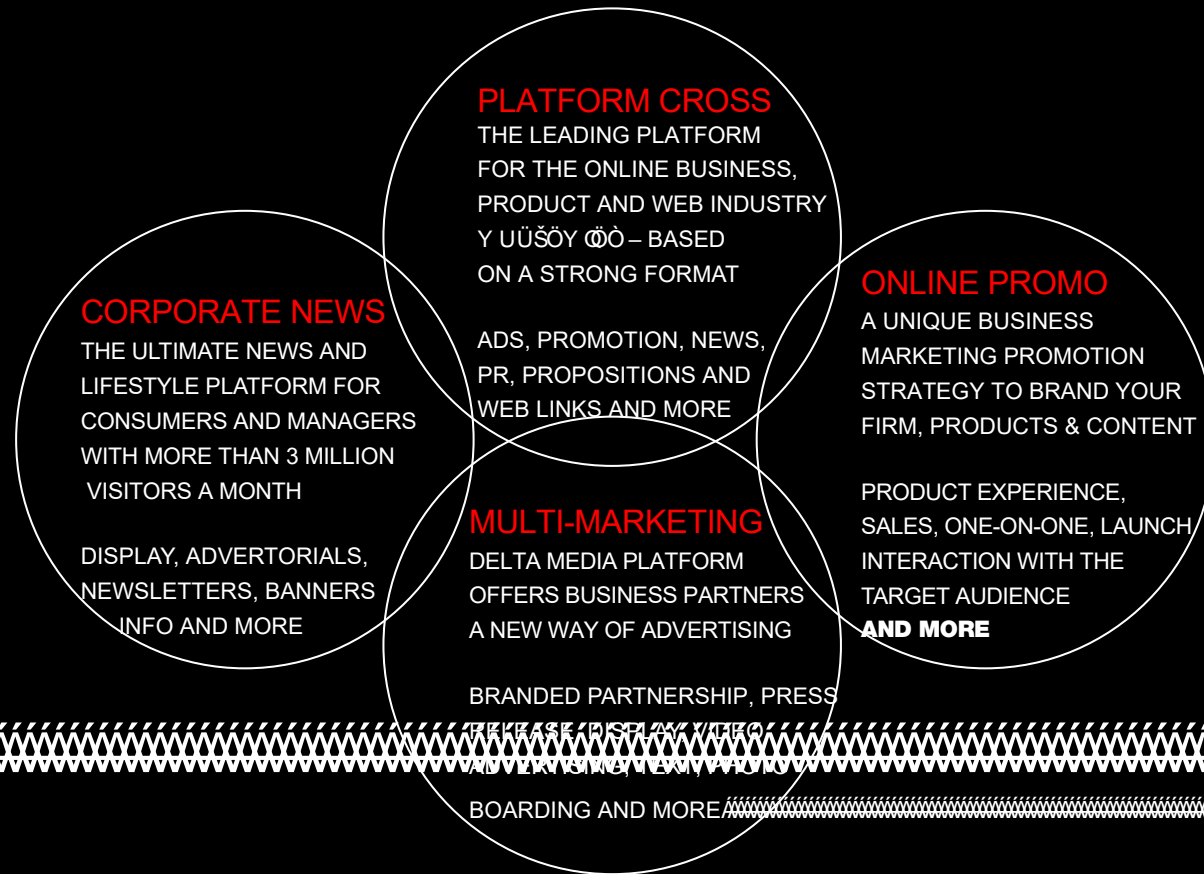 PLATFORM CROSS
THE LEADING PLATFORM
FOR THE ONLINE BUSINESS,
PRODUCT AND WEB INDUSTRY
– BASED
ON A STRONG FORMAT
ADS, PROMOTION, NEWS,
PR, PROPOSITIONS AND
WEB LINKS AND MORE
CORPORATE NEWS
THE ULTIMATE NEWS AND
LIFESTYLE PLATFORM FOR
CONSUMERS AND MANAGERS
WITH MORE THAN 3 MILLION
VISITORS A MONTH
DISPLAY, ADVERTORIALS,
NEWSLETTERS, BANNERS
INFO AND MORE
ONLINE PROMO
A UNIQUE BUSINESS
MARKETING PROMOTION
STRATEGY TO BRAND YOUR
FIRM, PRODUCTS & CONTENT
PRODUCT EXPERIENCE,
SALES, ONE-ON-ONE, LAUNCH
INTERACTION WITH THE
TARGET AUDIENCE
AND MORE
MULTI-MARKETING
DELTA MEDIA PLATFORM
OFFERS BUSINESS PARTNERS
A NEW WAY OF ADVERTISING
BRANDED PARTNERSHIP, PRESS
RELEASE, DISPLAY, VIDEO,
ADVERTISING, TEXT, PHOTO
BOARDING AND MORE